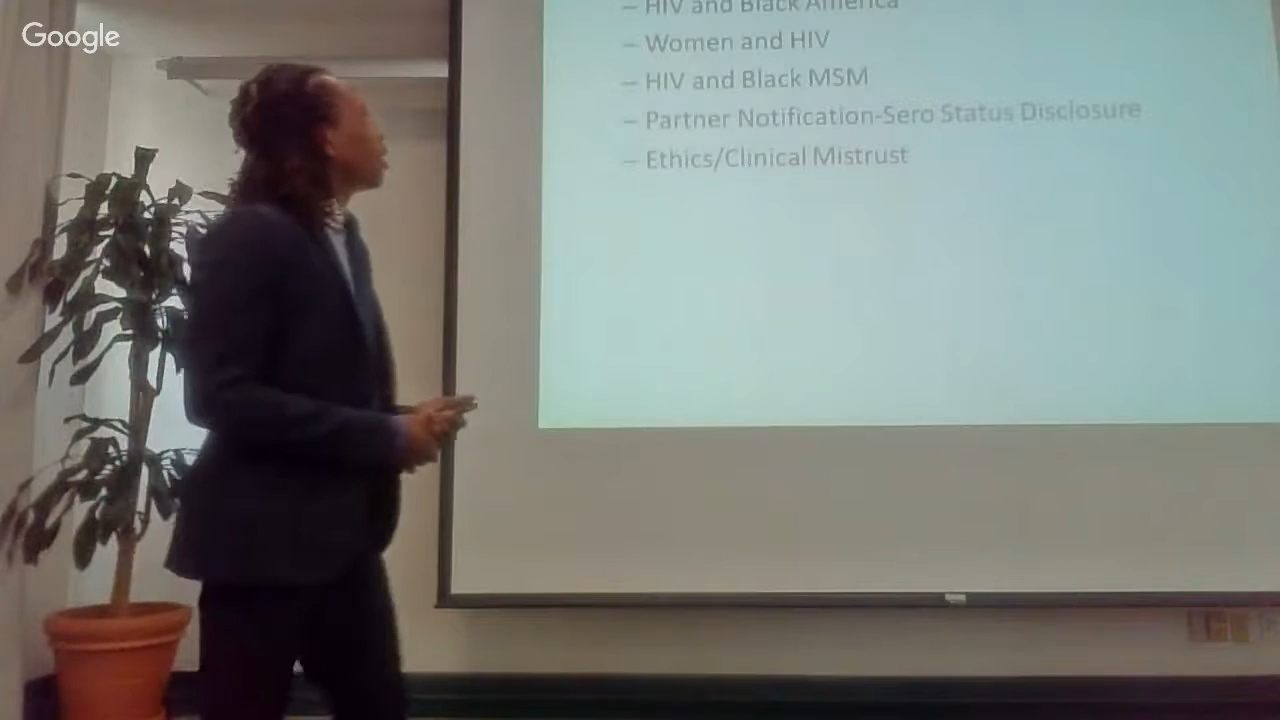 Google
– HIV and Black America
– Women and HIV
– HIV and Black MSM
– Partner Notification-Sero Status Disclosure
– Ethics/Clinical Mistrust